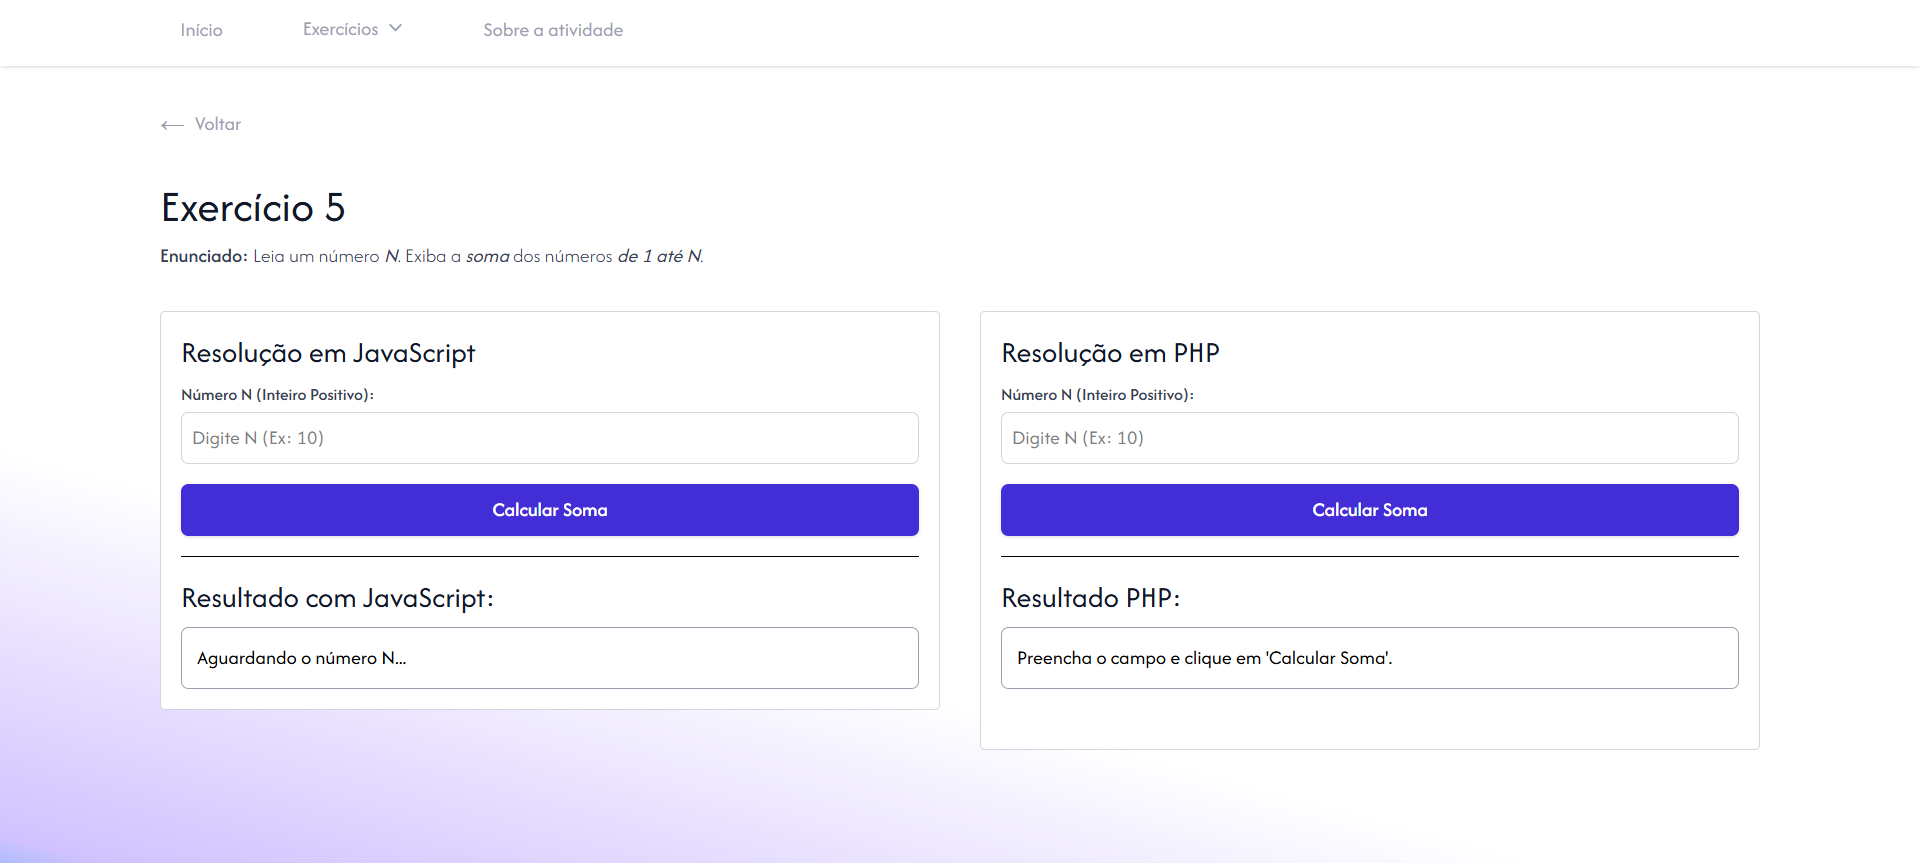 Início Exercícios Sobre a atividade
Voltar
Exercício 5
Enunciado: Leia um número N. Exiba a soma dos números de 1 até N.
Resolução em JavaScript
Número N (Inteiro Positivo):
Digite N (Ex: 10)
Calcular Soma
Resultado com JavaScript:
Aguardando o número N...
Resolução em PHP
Número N (Inteiro Positivo):
Digite N (Ex: 10)
Calcular Soma
Resultado PHP:
Preencha o campo e clique em 'Calcular Soma'.